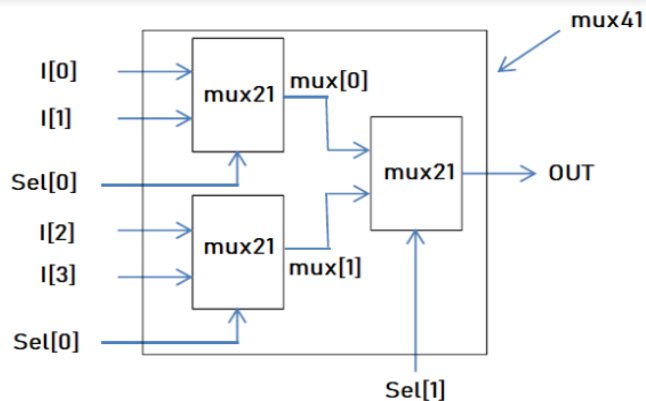 mux41
I[0]
mux[0]
mux21
I[1]
mux21
OUT
Sel[0]
I[2]
mux21
mux[1]
I[3]
Sel[0]
Sel[1]